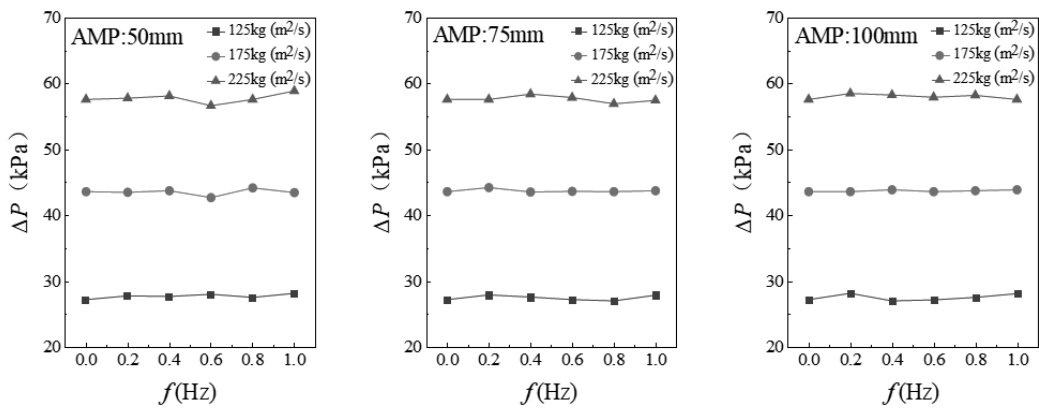 AMP:50mm
125kg (m²/s)
175kg (m²/s)
225kg (m²/s)
70
60
50
40
30
20
ΔP (kPa)
0.0 0.2 0.4 0.6 0.8 1.0
f(Hz)
AMP:75mm
125kg (m²/s)
175kg (m²/s)
225kg (m²/s)
70
60
50
40
30
20
ΔP (kPa)
0.0 0.2 0.4 0.6 0.8 1.0
f(Hz)
AMP:100mm
125kg (m²/s)
175kg (m²/s)
225kg (m²/s)
70
60
50
40
30
20
ΔP (kPa)
0.0 0.2 0.4 0.6 0.8 1.0
f(Hz)